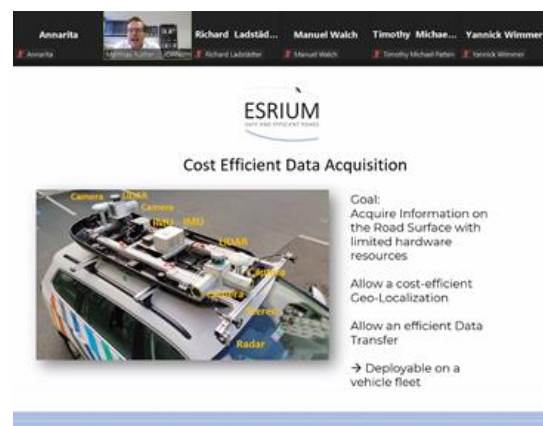 Annarita
Richard Ladstäd...
Manuel Walch
Timothy Michae...
Yannick Wimmer
Annarita
Richard Ladstädter
Manuel Walch
Timothy Michael Patten
Yannick Wimmer
ESRIUM
SAFE AND EFFICIENT ROADS
Cost Efficient Data Acquisition
Camera
LiDAR
Camera
IMU
IMU
LiDAR
Camera
Camera
Stereo
Radar
Goal:
Acquire Information on
the Road Surface with
limited hardware
resources
Allow a cost-efficient
Geo-Localization
Allow an efficient Data
Transfer
→ Deployable on a
vehicle fleet